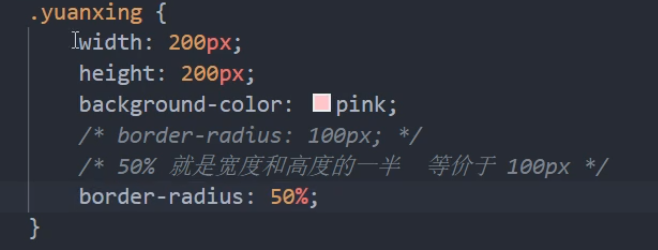 .yuanxing {
width: 200px;
height: 200px;
background-color: pink;
/* border-radius: 100px; */
/* 50% 就是宽度和高度的一半 等价于 100px */
border-radius: 50%;
}